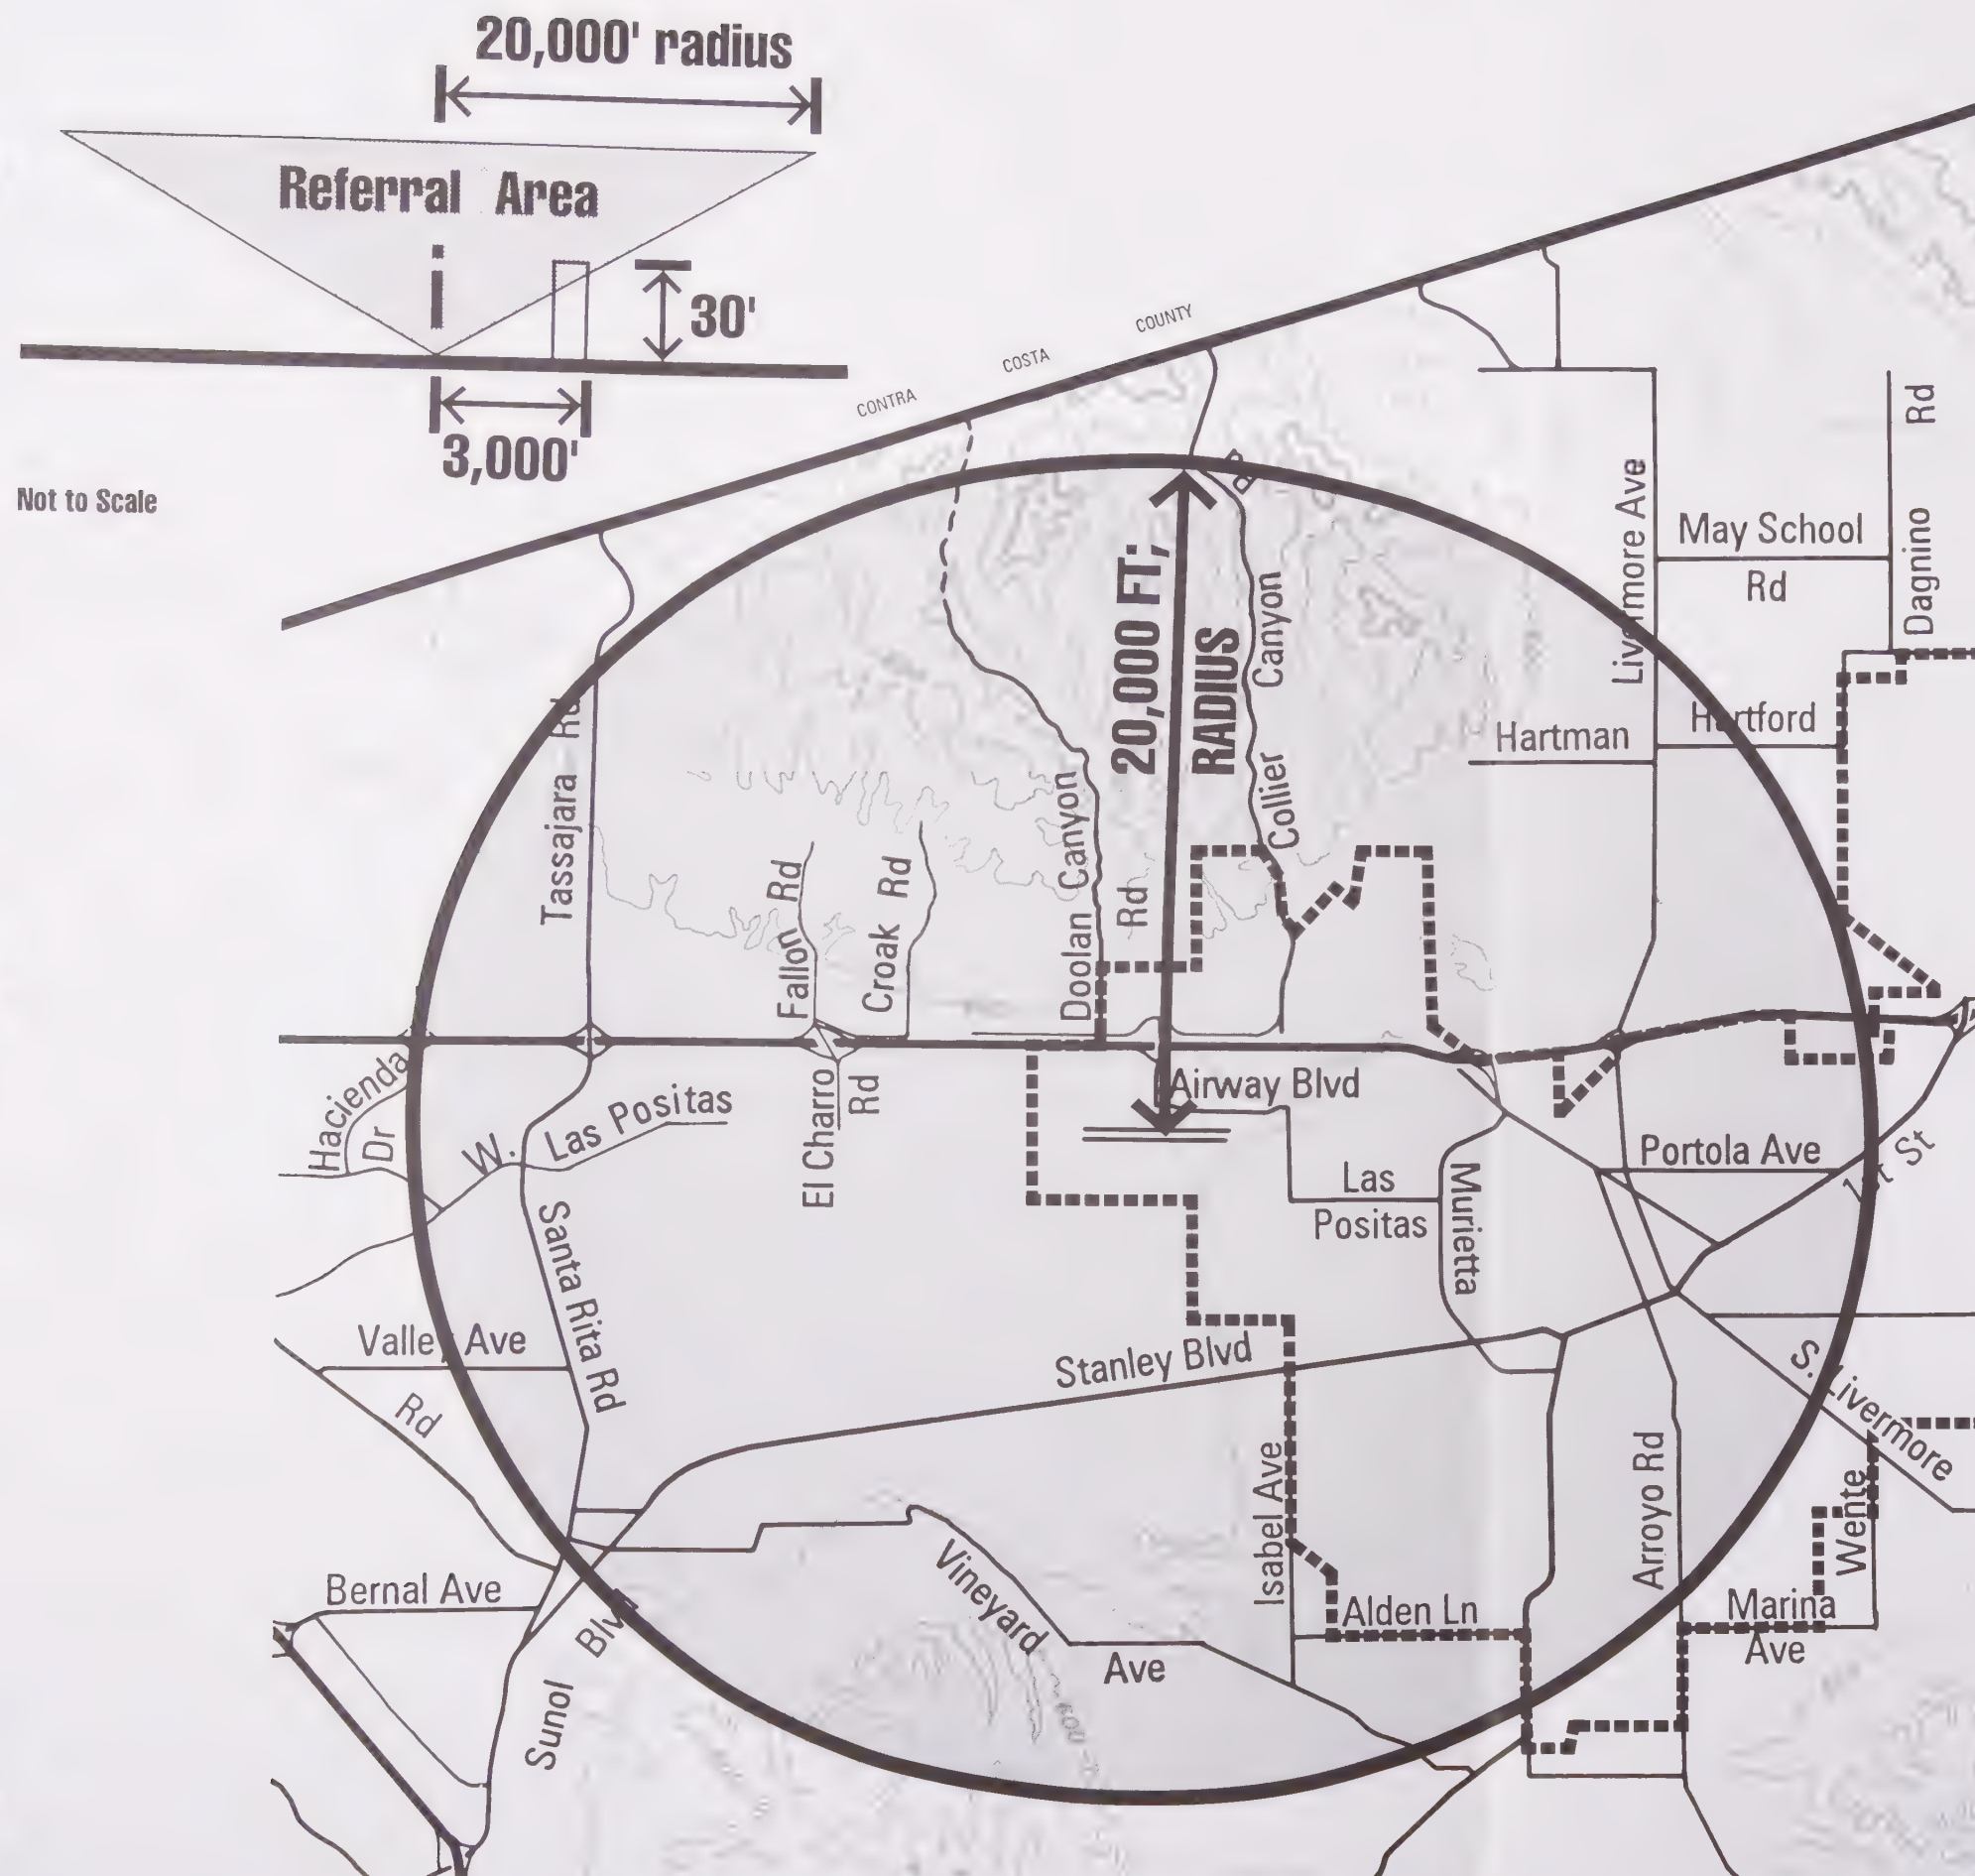 20,000' radius
Referral Area
30'
3,000'
Not to Scale
CONTRA COSTA COUNTY
Rd
Livermore Ave
May School
Rd
Dagnino Rd
20,000 FT;
RADIUS
Collier Canyon
Tassajara Rd
Hartman
Hartford
Fallon Rd
Croak Rd
Doolan Canyon
Rd
Hacienda
Dr
W. Las Positas
El Charro
Rd
Airway Blvd
Las
Positas
Murietta
Portola Ave
1st St
Santa Rita Rd
Valley Ave
Rd
Stanley Blvd
S. Livermore
Isabel Ave
Arroyo Rd
Wente
Vineyard
Ave
Alden Ln
Marina
Ave
Bernal Ave
Sunol Blvd
600